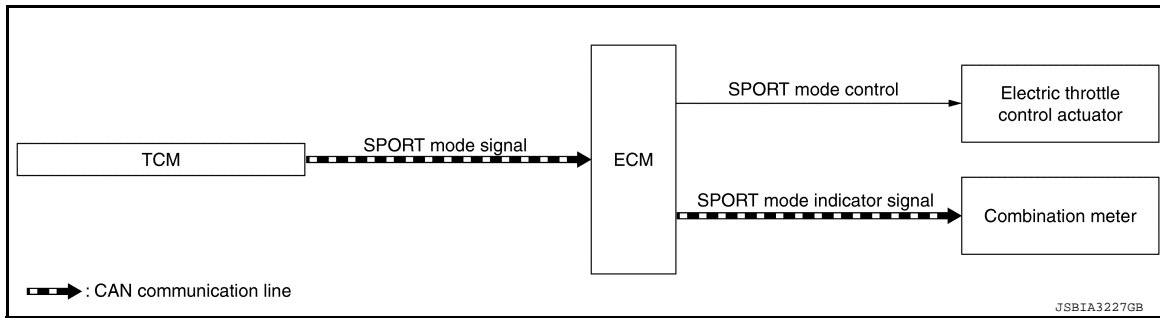 SPORT mode control
Electric throttle
control actuator
TCM
SPORT mode signal
ECM
SPORT mode indicator signal
Combination meter
: CAN communication line
JSBIA3227GB